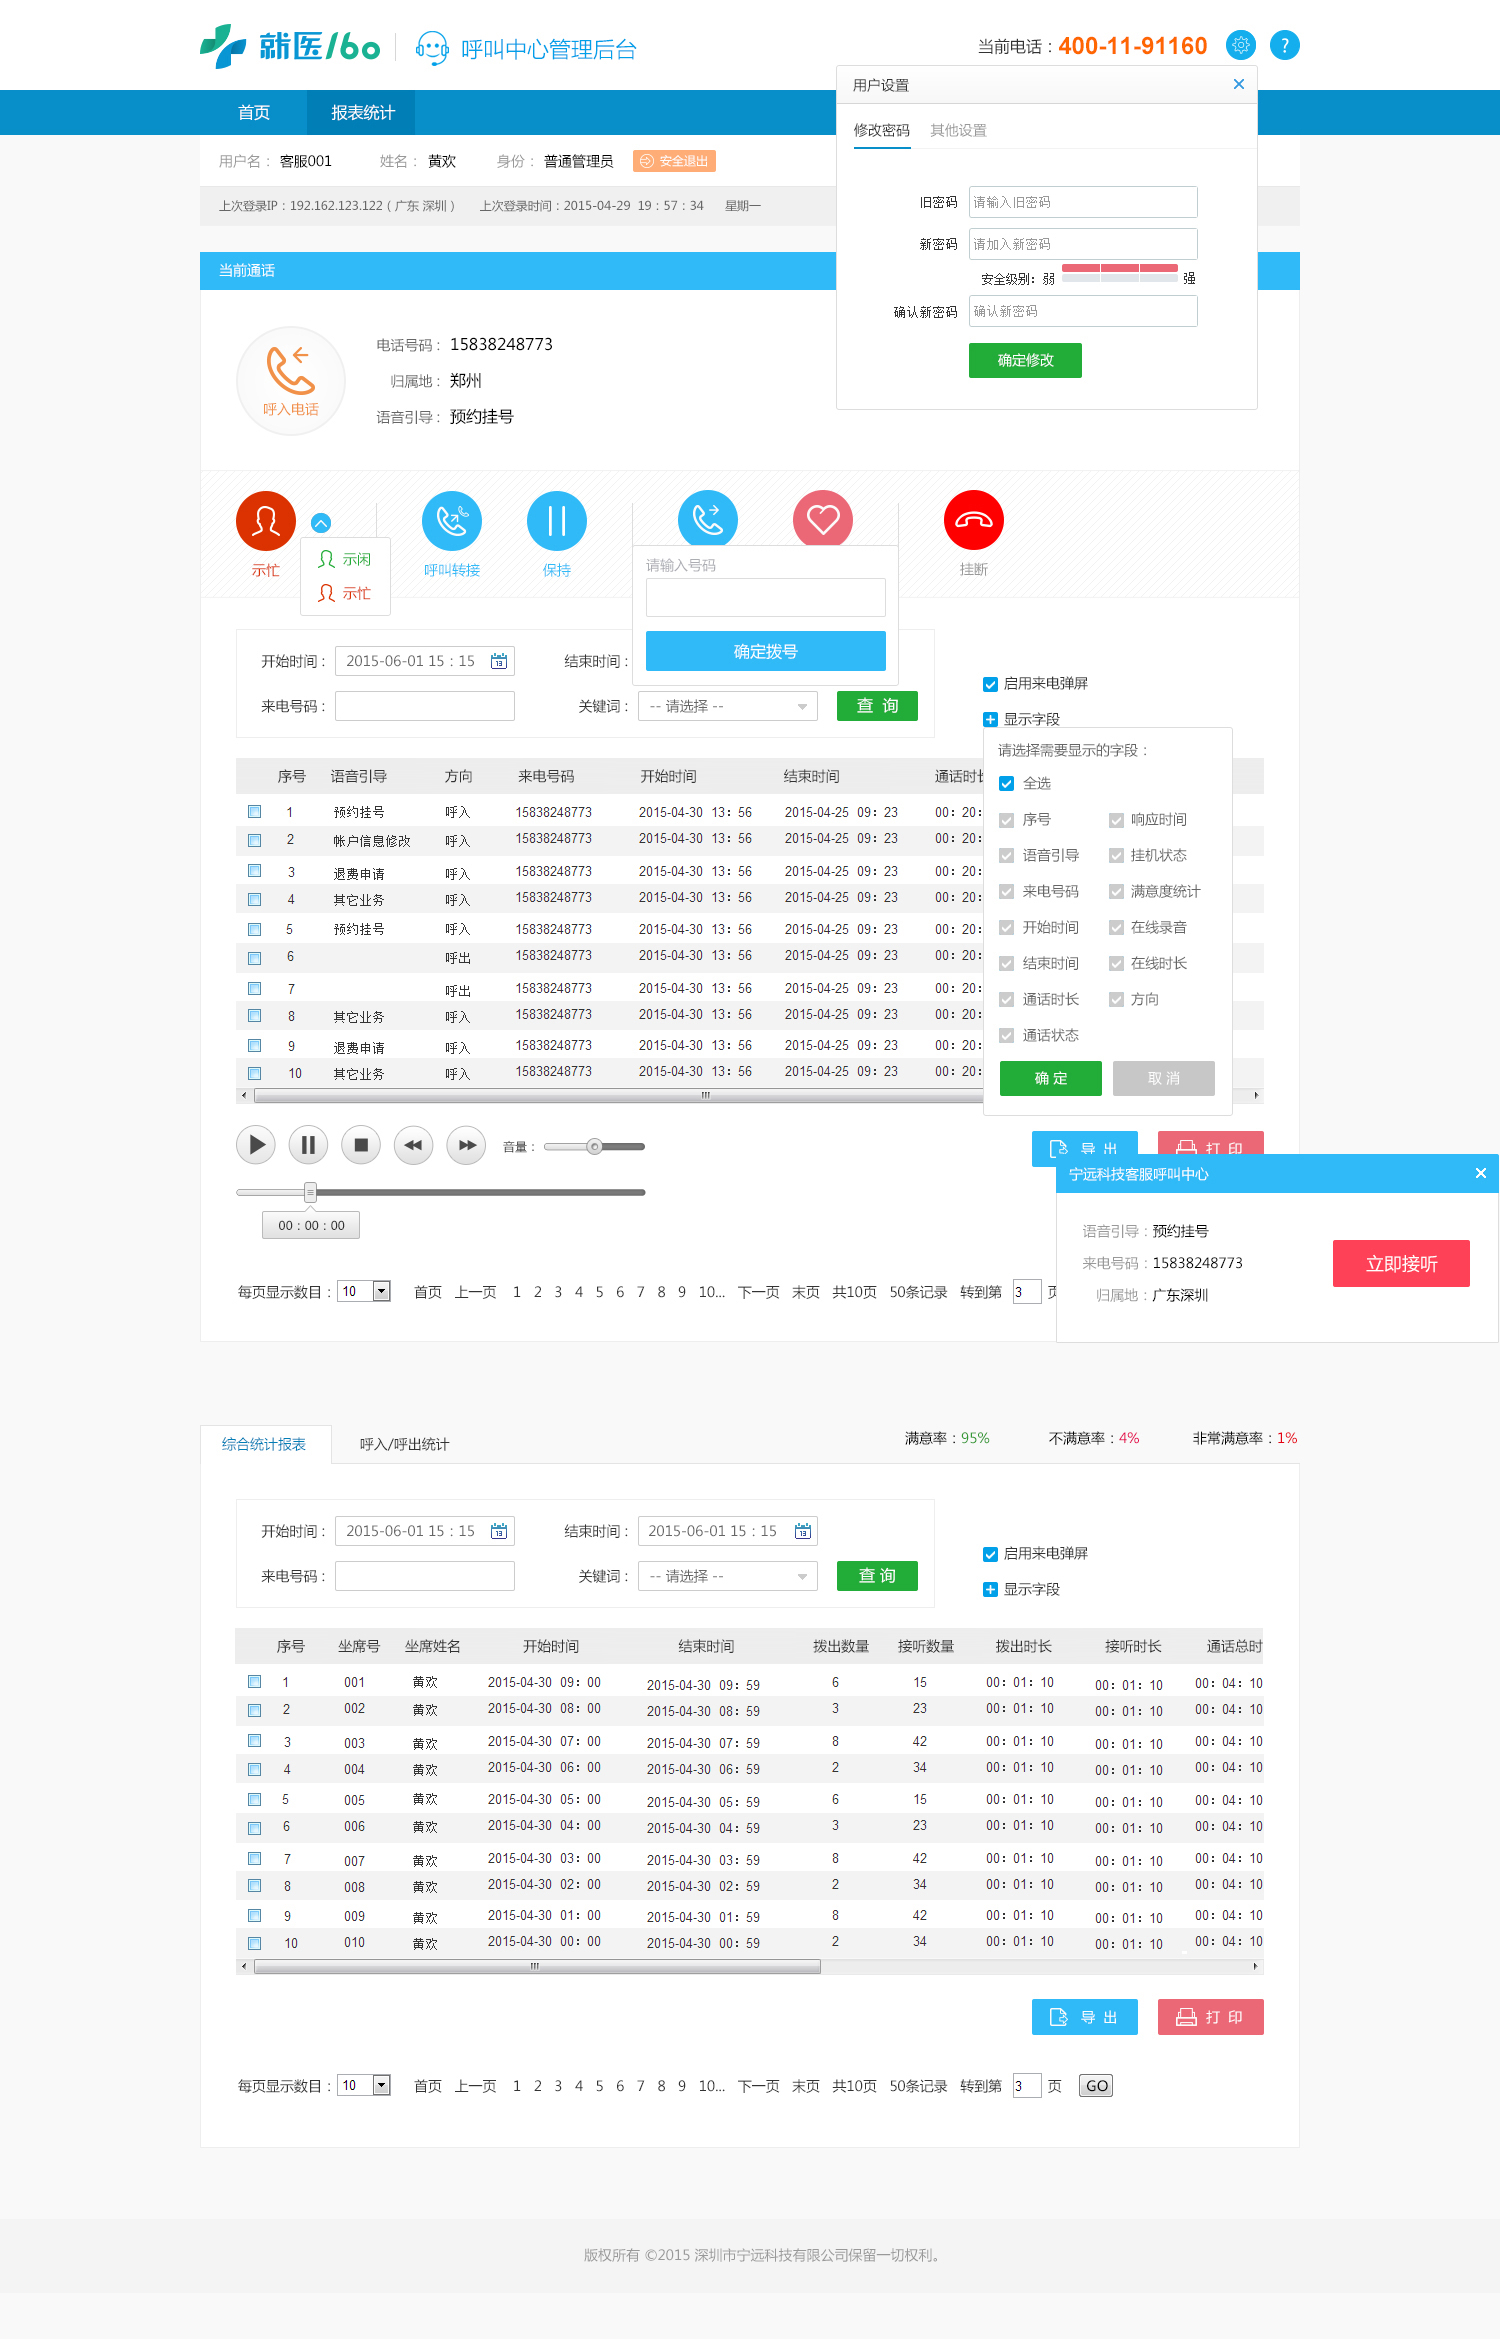 就医160 呼叫中心管理后台 当前电话：400-11-91160 ?
首页 报表统计
用户设置 ×
修改密码 其他设置
用户名： 客服001 姓名： 黄欢 身份： 普通管理员 安全退出
上次登录IP：192.162.123.122（广东 深圳） 上次登录时间：2015-04-29 19：57：34 星期一
旧密码 请输入旧密码
新密码 请加入新密码
安全级别：弱 强
确认新密码 确认新密码
确定修改
当前通话
电话号码： 15838248773
归属地： 郑州
语音引导： 预约挂号
呼入电话
示忙 呼叫转接 保持 挂断
示闲
示忙
请输入号码
确定拨号
开始时间： 2015-06-01 15：15 13 结束时间：
来电号码： 关键词： -- 请选择 -- 查 询
启用来电弹屏
显示字段
请选择需要显示的字段：
全选
序号 响应时间
语音引导 挂机状态
来电号码 满意度统计
开始时间 在线录音
结束时间 在线时长
通话时长 方向
通话状态
确 定 取 消
序号 语音引导 方向 来电号码 开始时间 结束时间 通话时长
1 预约挂号 呼入 15838248773 2015-04-30 13：56 2015-04-25 09：23 00：20：
2 帐户信息修改 呼入 15838248773 2015-04-30 13：56 2015-04-25 09：23 00：20：
3 退费申请 呼入 15838248773 2015-04-30 13：56 2015-04-25 09：23 00：20：
4 其它业务 呼入 15838248773 2015-04-30 13：56 2015-04-25 09：23 00：20：
5 预约挂号 呼入 15838248773 2015-04-30 13：56 2015-04-25 09：23 00：20：
6 呼出 15838248773 2015-04-30 13：56 2015-04-25 09：23 00：20：
7 呼出 15838248773 2015-04-30 13：56 2015-04-25 09：23 00：20：
8 其它业务 呼入 15838248773 2015-04-30 13：56 2015-04-25 09：23 00：20：
9 退费申请 呼入 15838248773 2015-04-30 13：56 2015-04-25 09：23 00：20：
10 其它业务 呼入 15838248773 2015-04-30 13：56 2015-04-25 09：23 00：20：
音量：
00：00：00
导 出 打 印
宁远科技客服呼叫中心 ×
语音引导：预约挂号
来电号码：15838248773
归属地：广东深圳
立即接听
每页显示数目： 10 首页 上一页 1 2 3 4 5 6 7 8 9 10... 下一页 末页 共10页 50条记录 转到第 3 页
综合统计报表 呼入/呼出统计 满意率：95% 不满意率：4% 非常满意率：1%
开始时间： 2015-06-01 15：15 13 结束时间： 2015-06-01 15：15 13
来电号码： 关键词： -- 请选择 -- 查 询
启用来电弹屏
显示字段
序号 坐席号 坐席姓名 开始时间 结束时间 拨出数量 接听数量 拨出时长 接听时长 通话总时
1 001 黄欢 2015-04-30 09：00 2015-04-30 09：59 6 15 00：01：10 00：01：10 00：04：10
2 002 黄欢 2015-04-30 08：00 2015-04-30 08：59 3 23 00：01：10 00：01：10 00：04：10
3 003 黄欢 2015-04-30 07：00 2015-04-30 07：59 8 42 00：01：10 00：01：10 00：04：10
4 004 黄欢 2015-04-30 06：00 2015-04-30 06：59 2 34 00：01：10 00：01：10 00：04：10
5 005 黄欢 2015-04-30 05：00 2015-04-30 05：59 6 15 00：01：10 00：01：10 00：04：10
6 006 黄欢 2015-04-30 04：00 2015-04-30 04：59 3 23 00：01：10 00：01：10 00：04：10
7 007 黄欢 2015-04-30 03：00 2015-04-30 03：59 8 42 00：01：10 00：01：10 00：04：10
8 008 黄欢 2015-04-30 02：00 2015-04-30 02：59 2 34 00：01：10 00：01：10 00：04：10
9 009 黄欢 2015-04-30 01：00 2015-04-30 01：59 8 42 00：01：10 00：01：10 00：04：10
10 010 黄欢 2015-04-30 00：00 2015-04-30 00：59 2 34 00：01：10 00：01：10 00：04：10
导 出 打 印
每页显示数目： 10 首页 上一页 1 2 3 4 5 6 7 8 9 10... 下一页 末页 共10页 50条记录 转到第 3 页 GO
版权所有 ©2015 深圳市宁远科技有限公司保留一切权利。